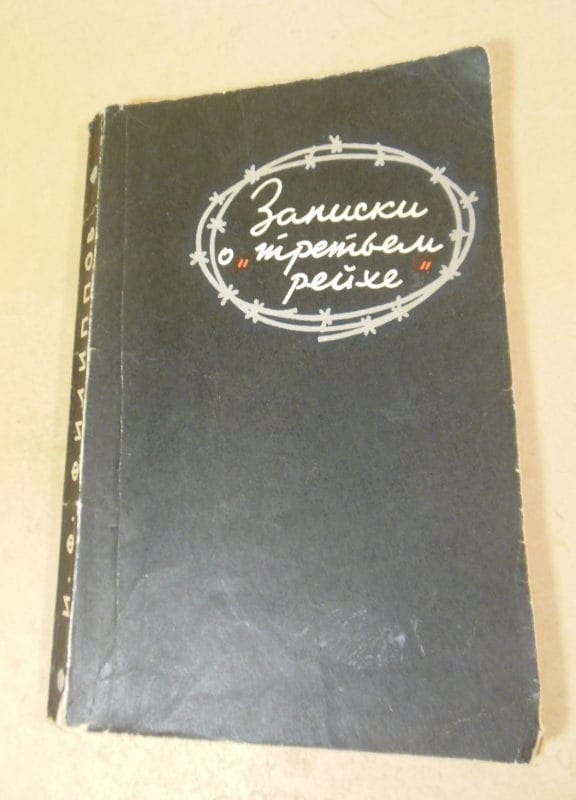 Записки
о "третьем
рейхе"
И. Ф. ФИЛИППОВ